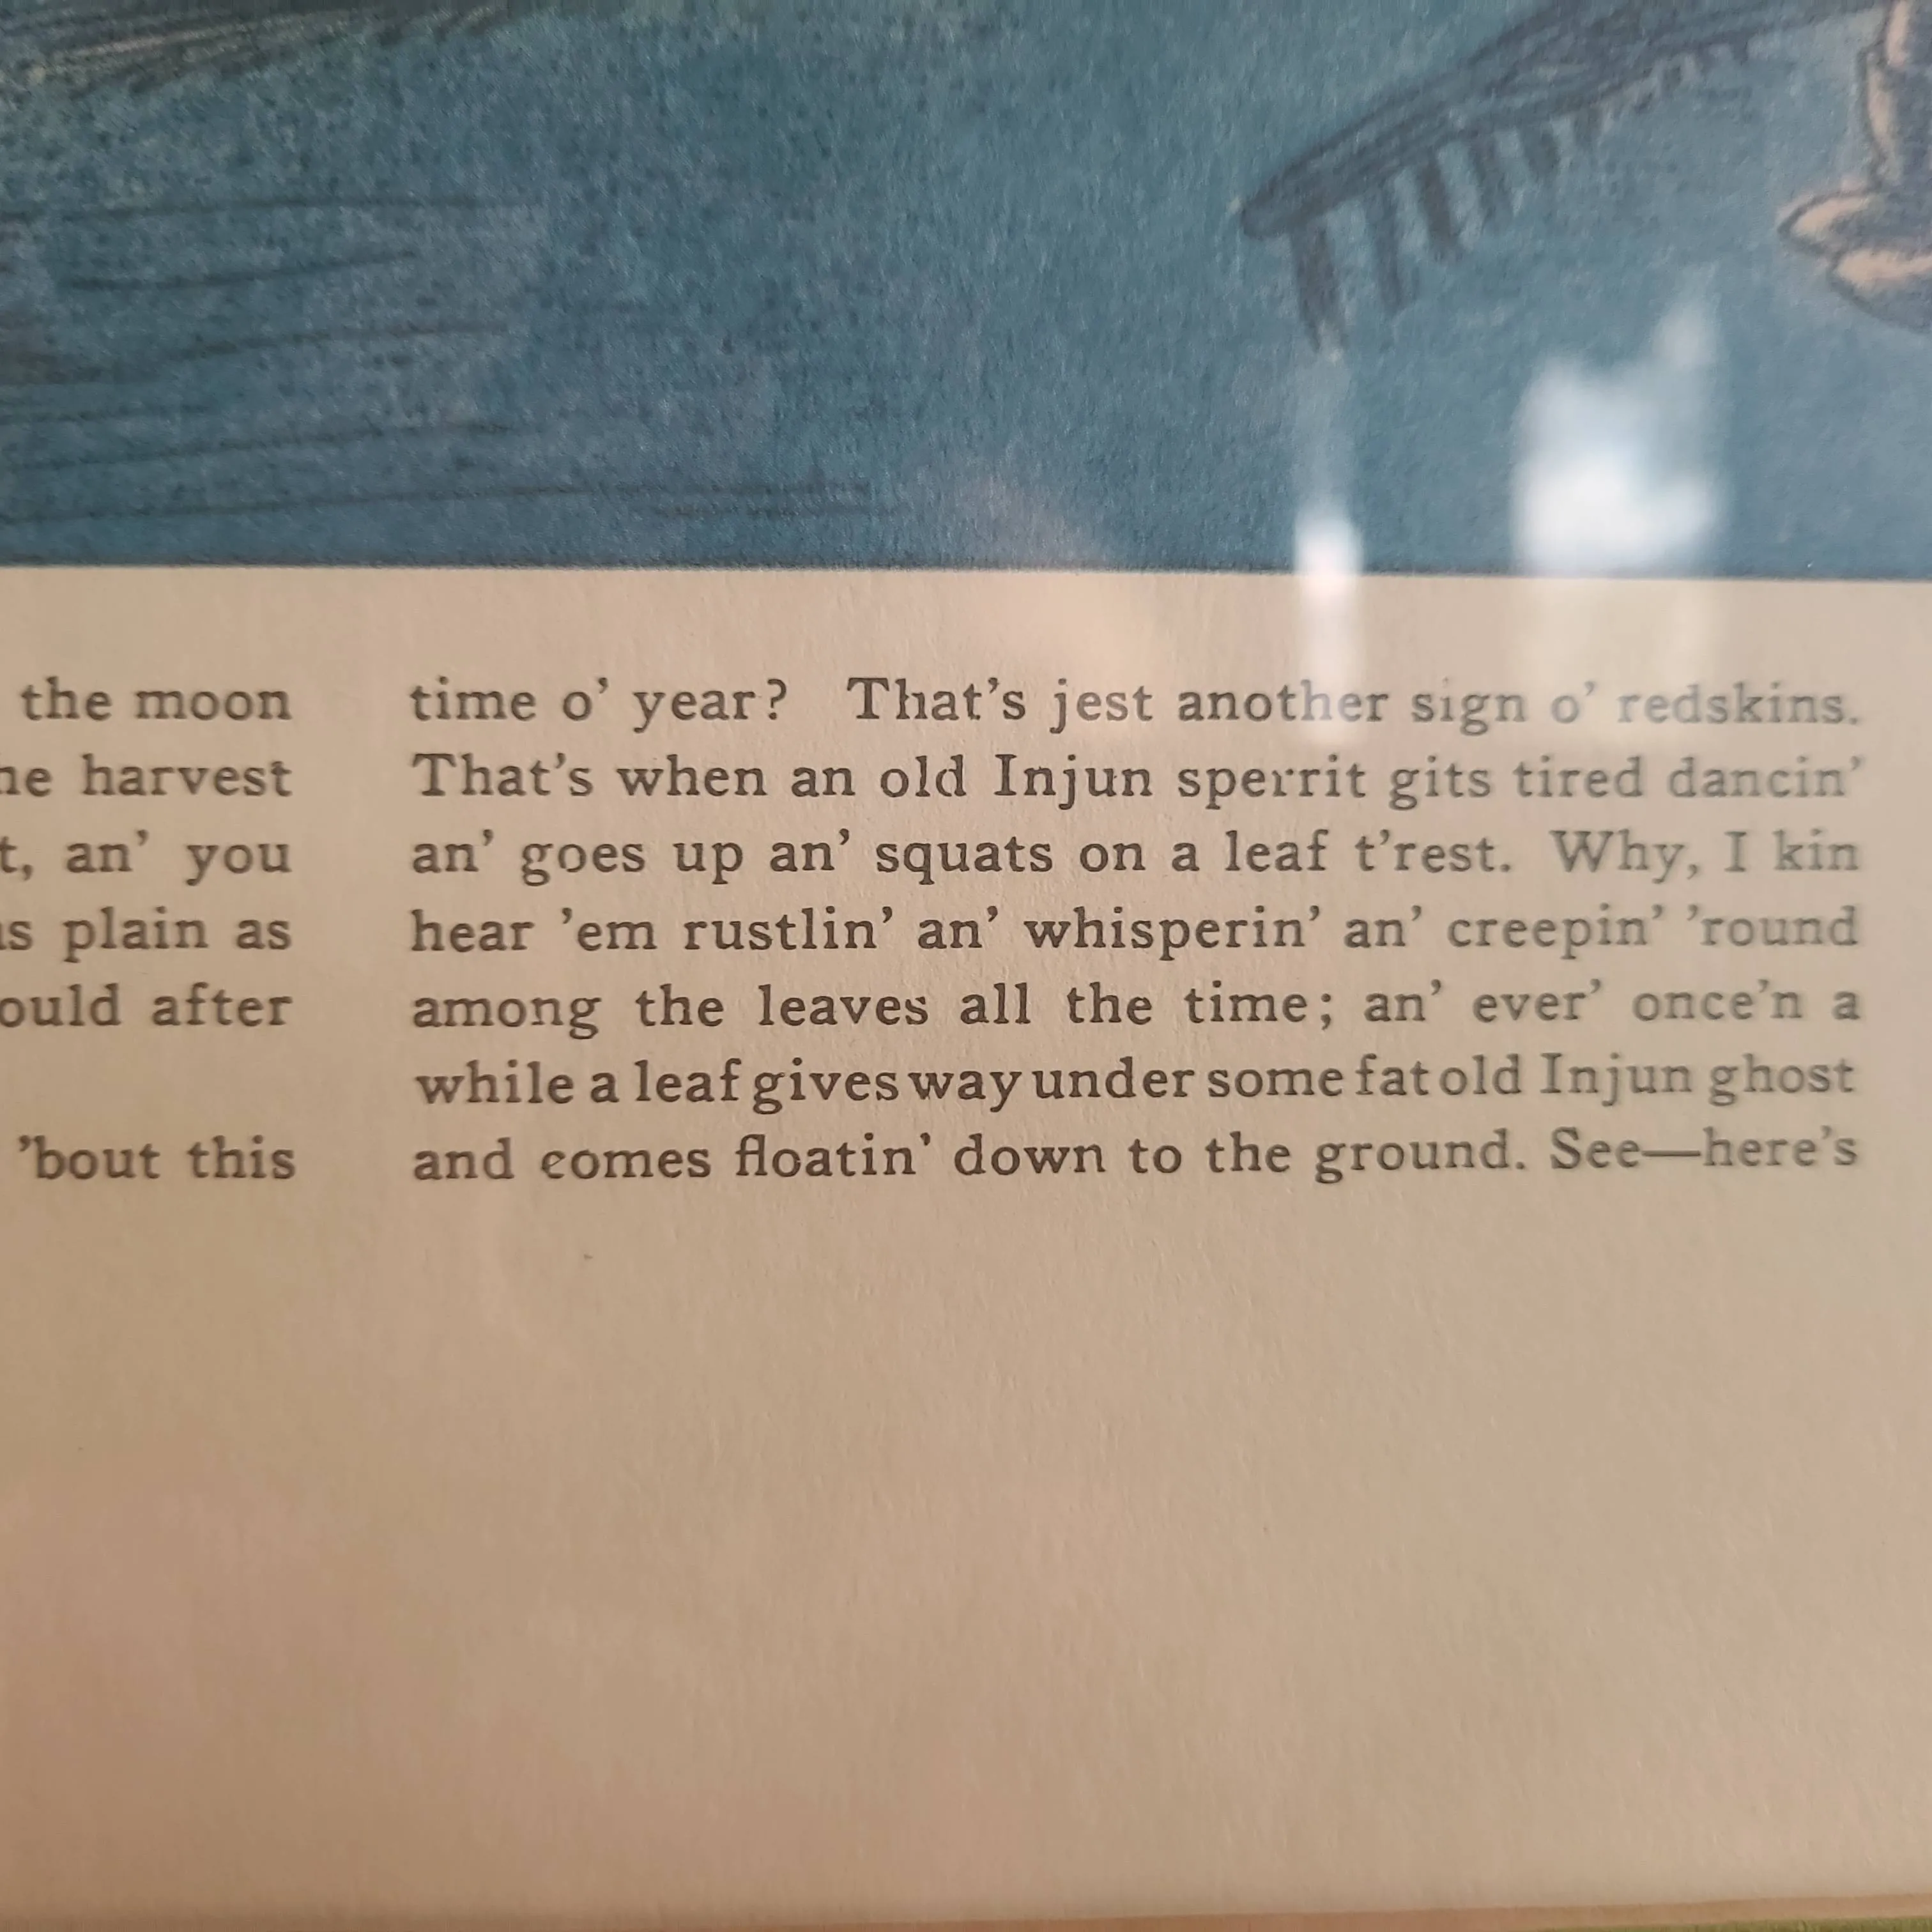 the moon
harvest
an' you
plain as
after
'bout this
time o' year? That's jest another sign o' redskins.
That's when an old Injun sperrit gits tired dancin'
an' goes up an' squats on a leaf t'rest. Why, I kin
hear 'em rustlin' an' whisperin' an' creepin' 'round
among the leaves all the time; an' ever' once'n a
while a leaf gives way under some fat old Injun ghost
and comes floatin' down to the ground. See—here's